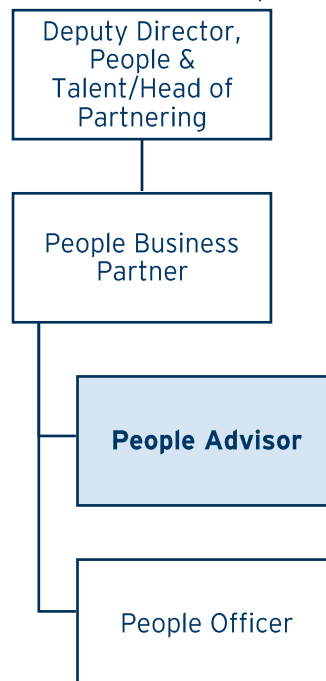 Deputy Director,
People &
Talent/Head of
Partnering
People Business
Partner
People Advisor
People Officer